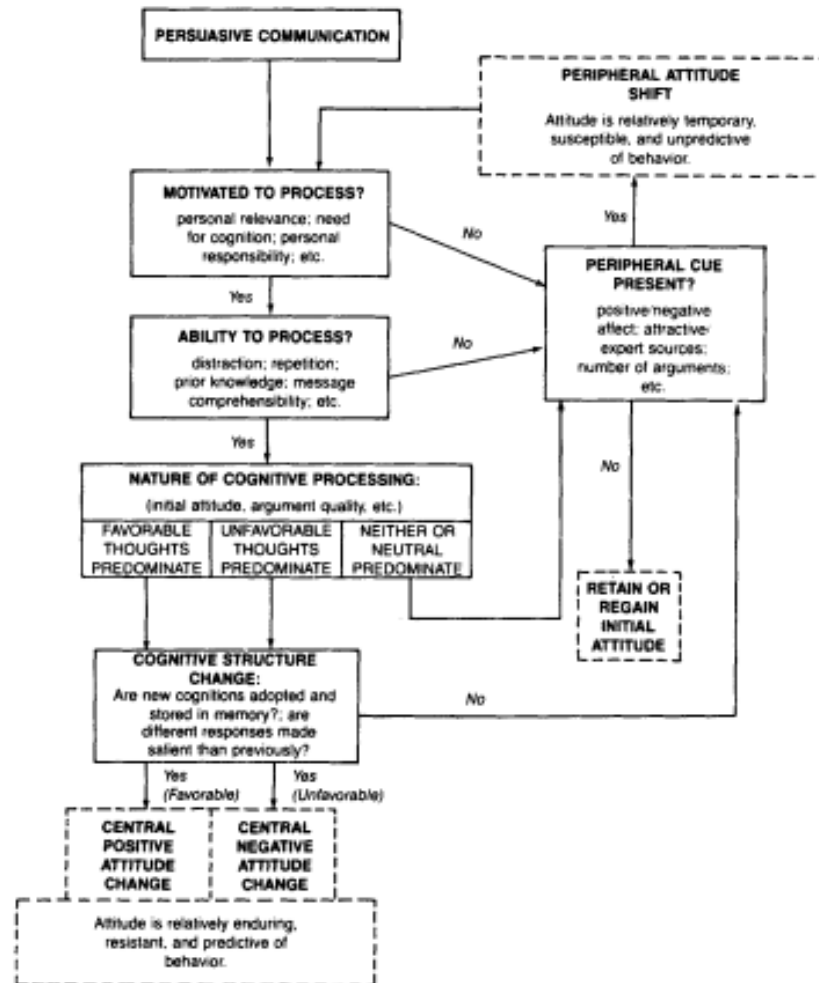 PERSUASIVE COMMUNICATION
PERIPHERAL ATTITUDE
SHIFT
Attitude is relatively temporary,
susceptible, and unpredictive
of behavior.
MOTIVATED TO PROCESS?
personal relevance; need
for cognition; personal
responsibility; etc.
No
Yes
Yes
PERIPHERAL CUE
PRESENT?
positive/negative
affect; attractive/
expert sources;
number of arguments;
etc.
ABILITY TO PROCESS?
distraction; repetition;
prior knowledge; message
comprehensibility; etc.
No
Yes
No
NATURE OF COGNITIVE PROCESSING:
(initial attitude, argument quality, etc.)
FAVORABLE
THOUGHTS
PREDOMINATE
UNFAVORABLE
THOUGHTS
PREDOMINATE
NEITHER OR
NEUTRAL
PREDOMINATE
RETAIN OR
REGAIN
INITIAL
ATTITUDE
COGNITIVE STRUCTURE
CHANGE:
Are new cognitions adopted and
stored in memory?; are
different responses made
salient than previously?
No
Yes
(Favorable)
Yes
(Unfavorable)
CENTRAL
POSITIVE
ATTITUDE
CHANGE
CENTRAL
NEGATIVE
ATTITUDE
CHANGE
Attitude is relatively enduring,
resistant, and predictive of
behavior.